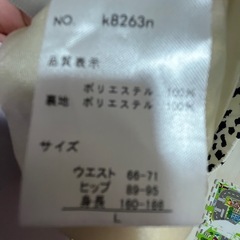 NO. k8263n
品質表示
ポリエステル 100%
裏地 ポリエステル 100%
サイズ
ウエスト 66-71
ヒップ 89-95
身長 160-166
L